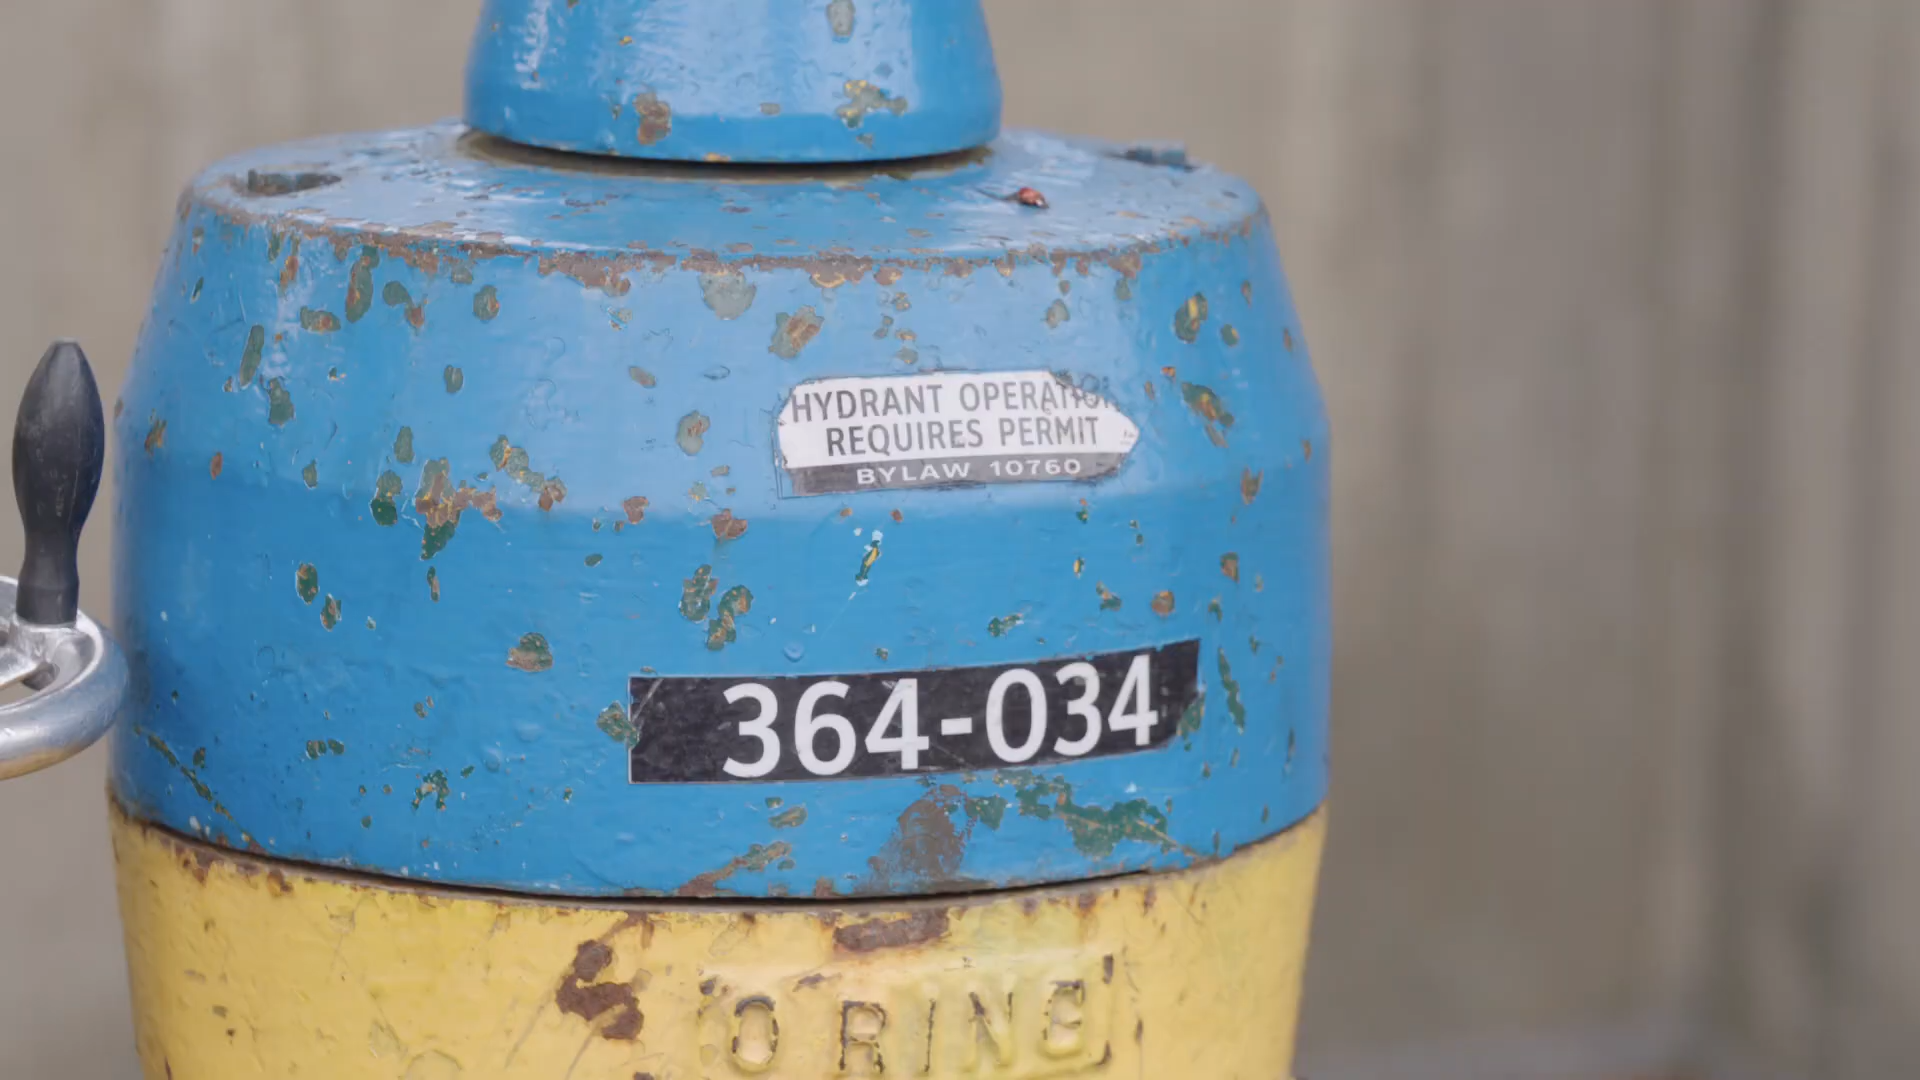 HYDRANT OPERATION
REQUIRES PERMIT
BYLAW 10760
364-034
O RING